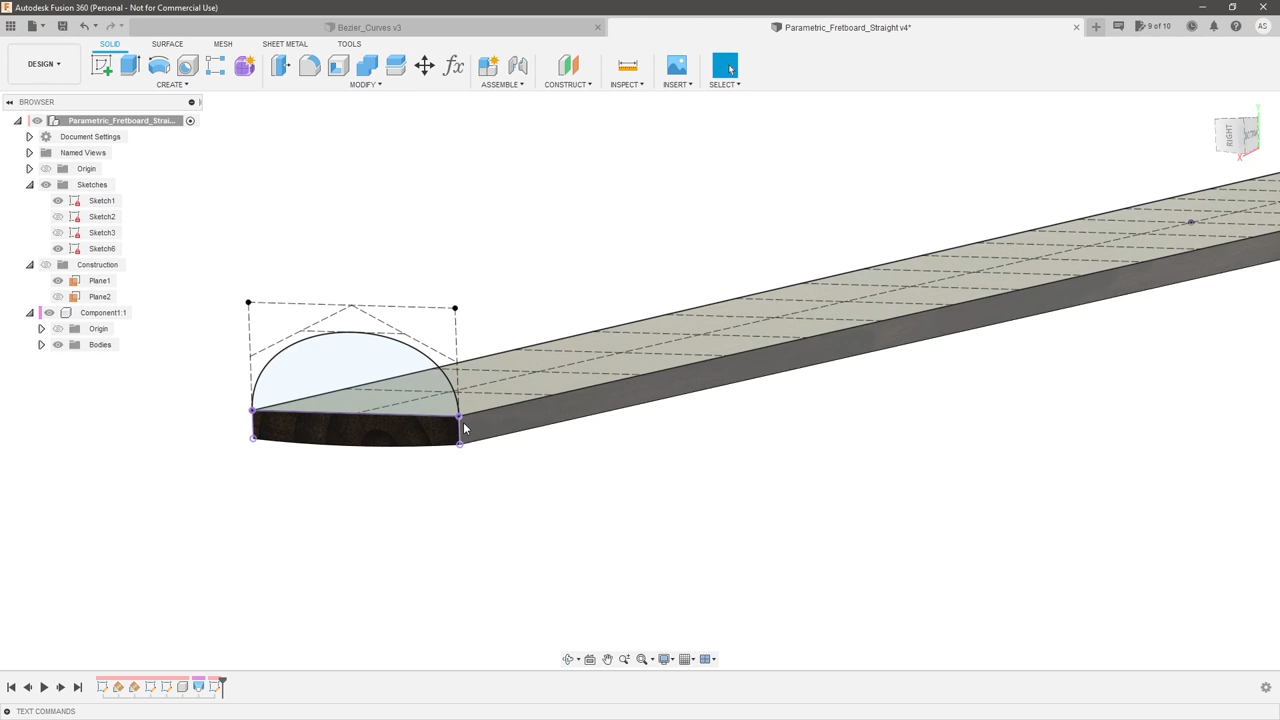 Autodesk Fusion 360 (Personal - Not for Commercial Use)
Bezier_Curves v3
Parametric_Fretboard_Straight v4*
9 of 10
AS
DESIGN
SOLID
SURFACE
MESH
SHEET METAL
TOOLS
fx
CREATE
MODIFY
ASSEMBLE
CONSTRUCT
INSPECT
INSERT
SELECT
BROWSER
Parametric_Fretboard_Strai...
Document Settings
Named Views
Origin
Sketches
Sketch1
Sketch2
Sketch3
Sketch6
Construction
Plane1
Plane2
Component1:1
Origin
Bodies
Y
RIGHT
X
TEXT COMMANDS